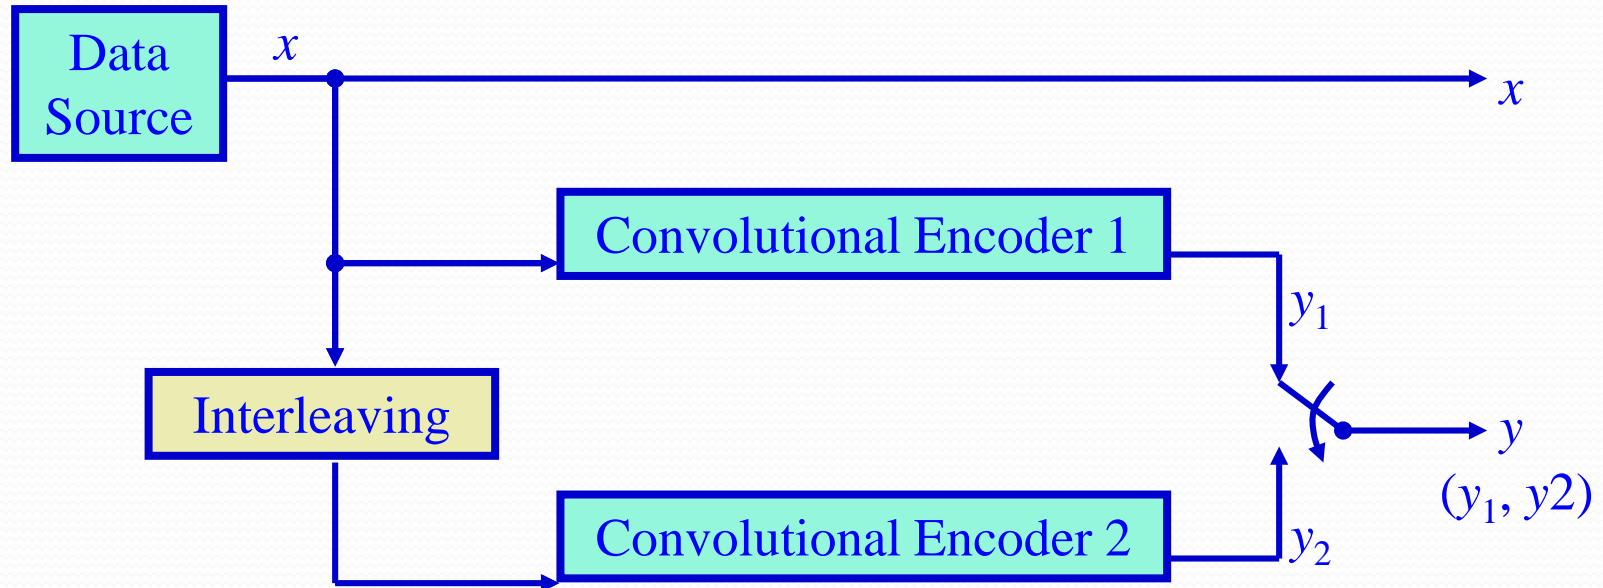 Data
Source
x
x
Convolutional Encoder 1
y₁
Interleaving
y
(y₁, y2)
Convolutional Encoder 2
y₂